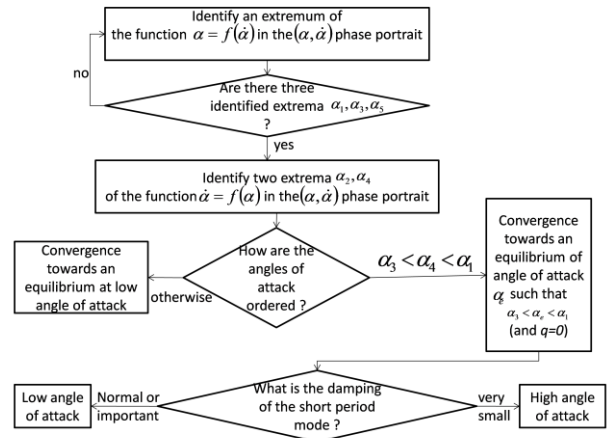 Identify an extremum of
the function α = f(α̇) in the (α, α̇) phase portrait
no
Are there three
identified extrema α₁, α₃, α₅
?
yes
Identify two extrema α₂, α₄
of the function α̇ = f(α) in the (α, α̇) phase portrait
How are the
angles of
attack
ordered ?
otherwise
Convergence
towards an
equilibrium at low
angle of attack
α₃ < α₄ < α₁
Convergence
towards an
equilibrium of
angle of attack
αₑ such that
α₃ < αₑ < α₁
(and q=0)
What is the damping
of the short period
mode ?
Normal or
important
Low angle
of attack
very
small
High angle
of attack